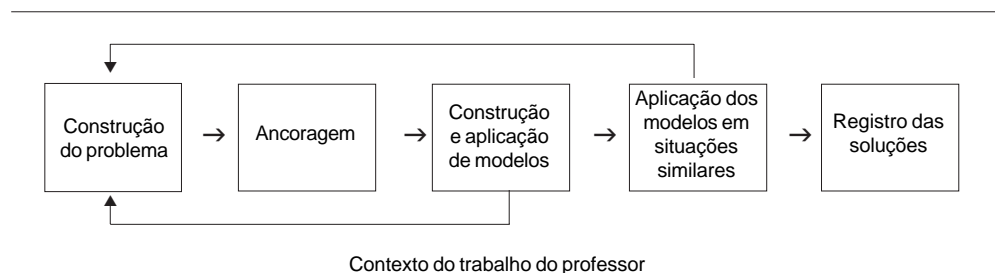 Construção
do problema
Ancoragem
Construção
e aplicação
de modelos
Aplicação dos
modelos em
situações
similares
Registro das
soluções
Contexto do trabalho do professor